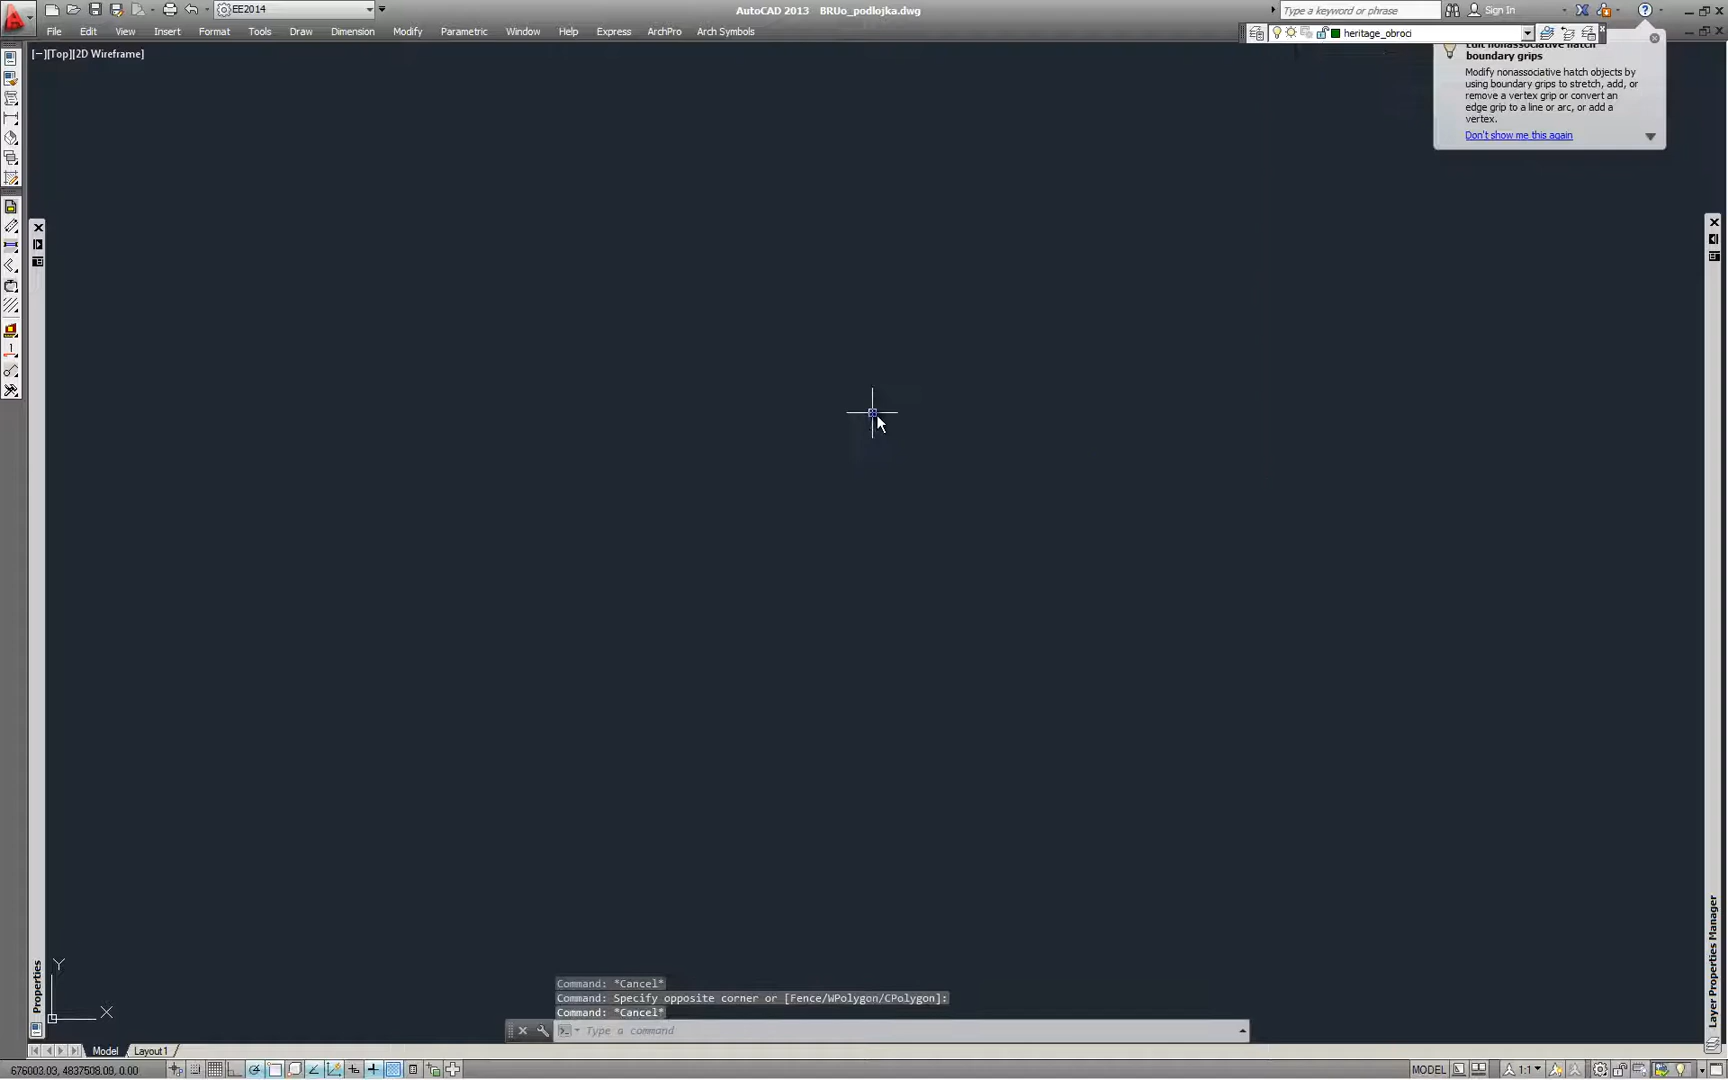 EE2014
AutoCAD 2013 BRUo_podlojka.dwg
Type a keyword or phrase
Sign In
File Edit View Insert Format Tools Draw Dimension Modify Parametric Window Express Help ArchPro Arch Symbols
heritage_obroci
[−][Top][2D Wireframe]
Edit nonassociative hatch
boundary grips
Modify nonassociative hatch objects by
using boundary grips to stretch, add, or
remove a vertex grip or convert an
edge grip to a line or arc, or add a
vertex.
Don't show me this again
Properties
Layer Properties Manager
Y
X
Command: *Cancel*
Command: Specify opposite corner or [Fence/WPolygon/CPolygon]:
Command: *Cancel*
Type a command
Model Layout1
676003.03, 4837508.09, 0.00
MODEL
1:1